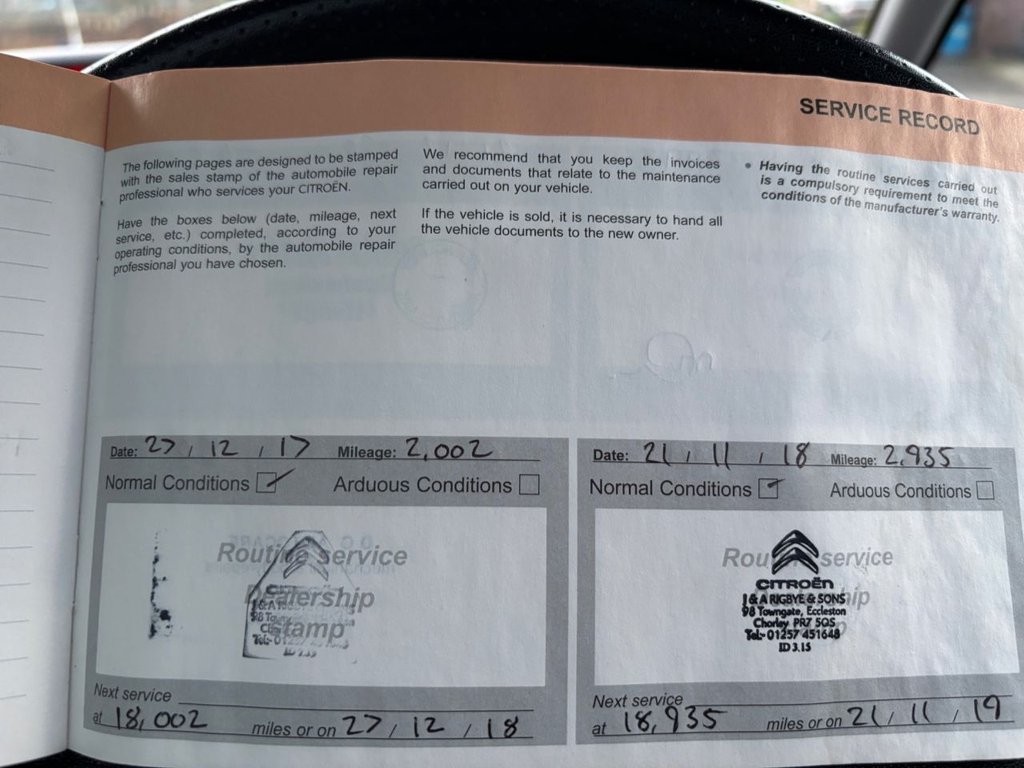 SERVICE RECORD
The following pages are designed to be stamped
with the sales stamp of the automobile repair
professional who services your CITROËN.
Have the boxes below (date, mileage, next
service, etc.) completed, according to your
operating conditions, by the automobile repair
professional you have chosen.
We recommend that you keep the invoices
and documents that relate to the maintenance
carried out on your vehicle.
If the vehicle is sold, it is necessary to hand all
the vehicle documents to the new owner.
• Having the routine services carried out
is a compulsory requirement to meet the
conditions of the manufacturer's warranty.
Date: 27 / 12 / 17 Mileage: 2,002
Normal Conditions Arduous Conditions
Routine service
Dealership
stamp
J & A
98
Tel:- 01257
Next service
at 18,002 miles or on 27 / 12 / 18
Date: 21 / 11 / 18 Mileage: 2,935
Normal Conditions Arduous Conditions
Routine service
CITROËN
J & A RIGBYE & SONS
98 Towngate, Eccleston
Chorley PR7 5QS
Tel:- 01257 451648
ID 3.15
Next service
at 18,935 miles or on 21 / 11 / 19